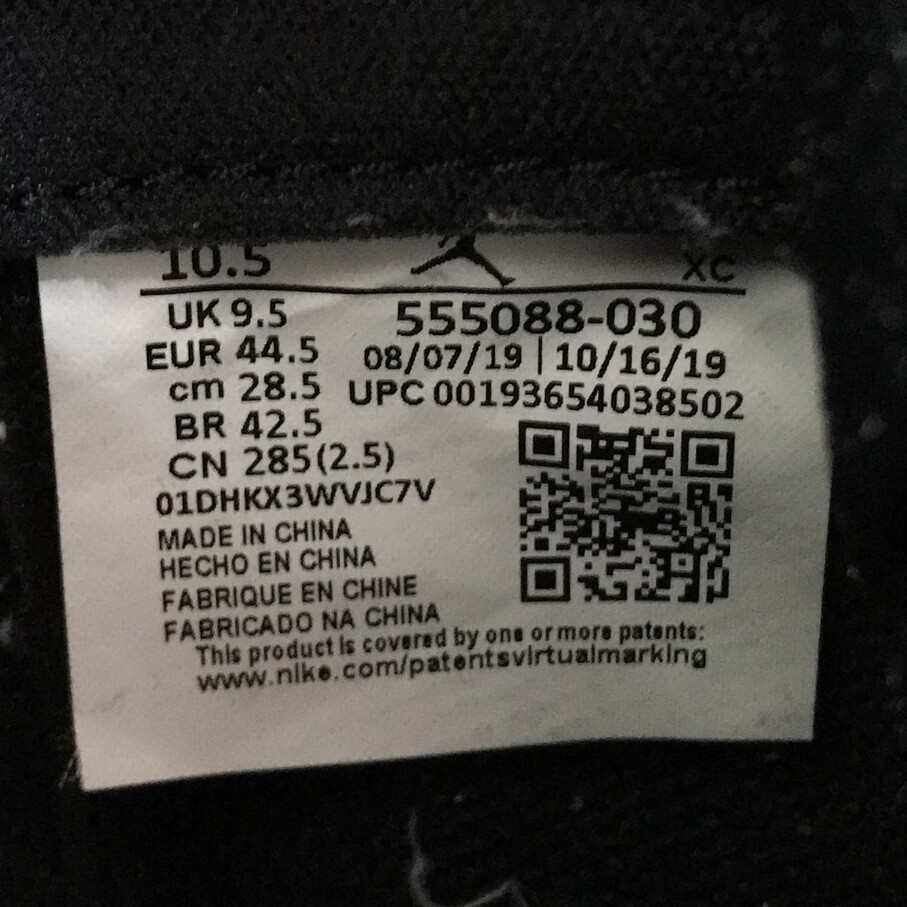 10.5 XC
UK 9.5 555088-030
EUR 44.5 08/07/19 | 10/16/19
cm 28.5 UPC 00193654038502
BR 42.5
CN 285(2.5)
01DHKX3WVJC7V
MADE IN CHINA
HECHO EN CHINA
FABRIQUE EN CHINE
FABRICADO NA CHINA
This product is covered by one or more patents:
www.nike.com/patentsvirtualmarking